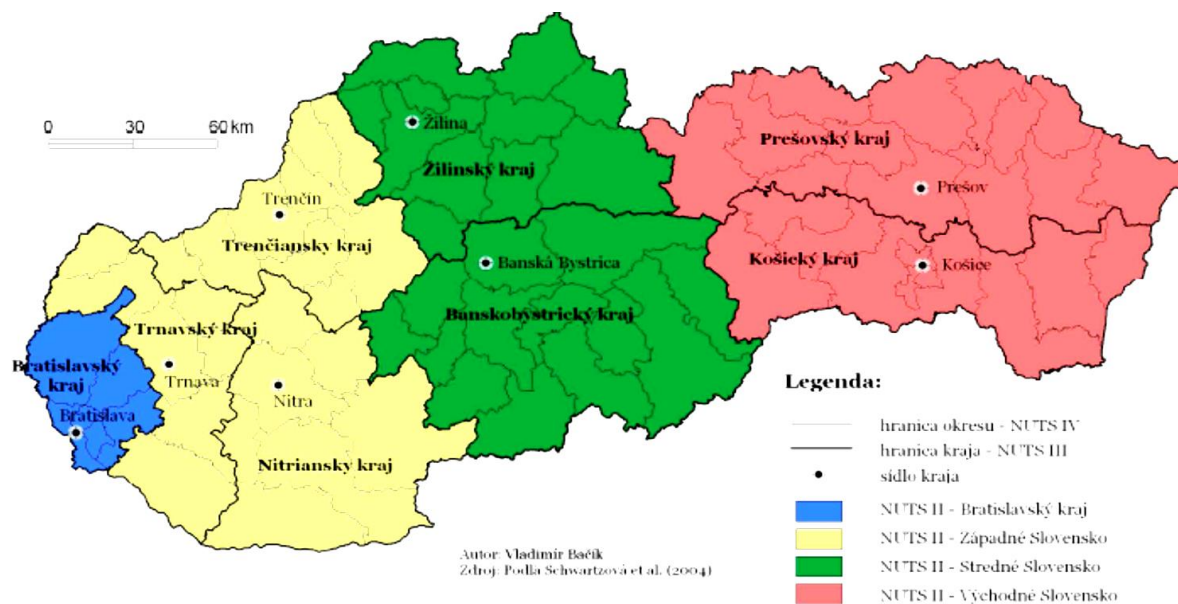 0 30 60 km
Žilina
Žilinský kraj
Prešovský kraj
Prešov
Trenčín
Trenčiansky kraj
Banská Bystrica
Košický kraj
Košice
Banskobystrický kraj
Trnavský kraj
Bratislavský
kraj
Trnava
Nitra
Bratislava
Nitriansky kraj
Legenda:
hranica okresu - NUTS IV
hranica kraja - NUTS III
sídlo kraja
NUTS II - Bratislavský kraj
NUTS II - Západné Slovensko
NUTS II - Stredné Slovensko
NUTS II - Východné Slovensko
Autor: Vladimír Bačík
Zdroj: Podľa Schwartzová et al. (2004)